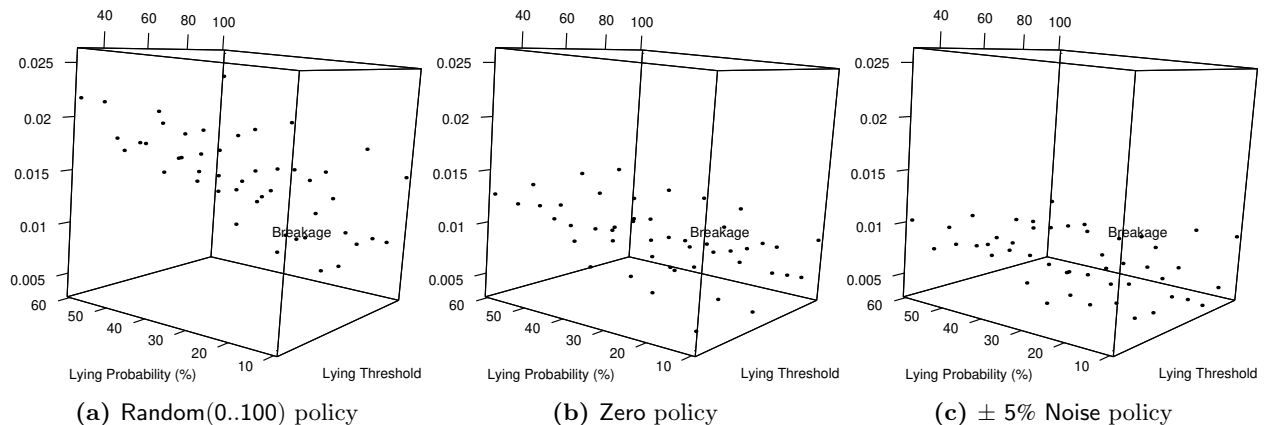 40 60 80 100
40 60 80 100
40 60 80 100
0.025
0.02
0.015
0.01
0.005
Breakage
60 50 40 30 20 10
Lying Probability (%)
Lying Threshold
0.025
0.02
0.015
0.01
0.005
Breakage
60 50 40 30 20 10
Lying Probability (%)
Lying Threshold
0.025
0.02
0.015
0.01
0.005
Breakage
60 50 40 30 20 10
Lying Probability (%)
Lying Threshold
(a) Random(0..100) policy
(b) Zero policy
(c) ± 5% Noise policy